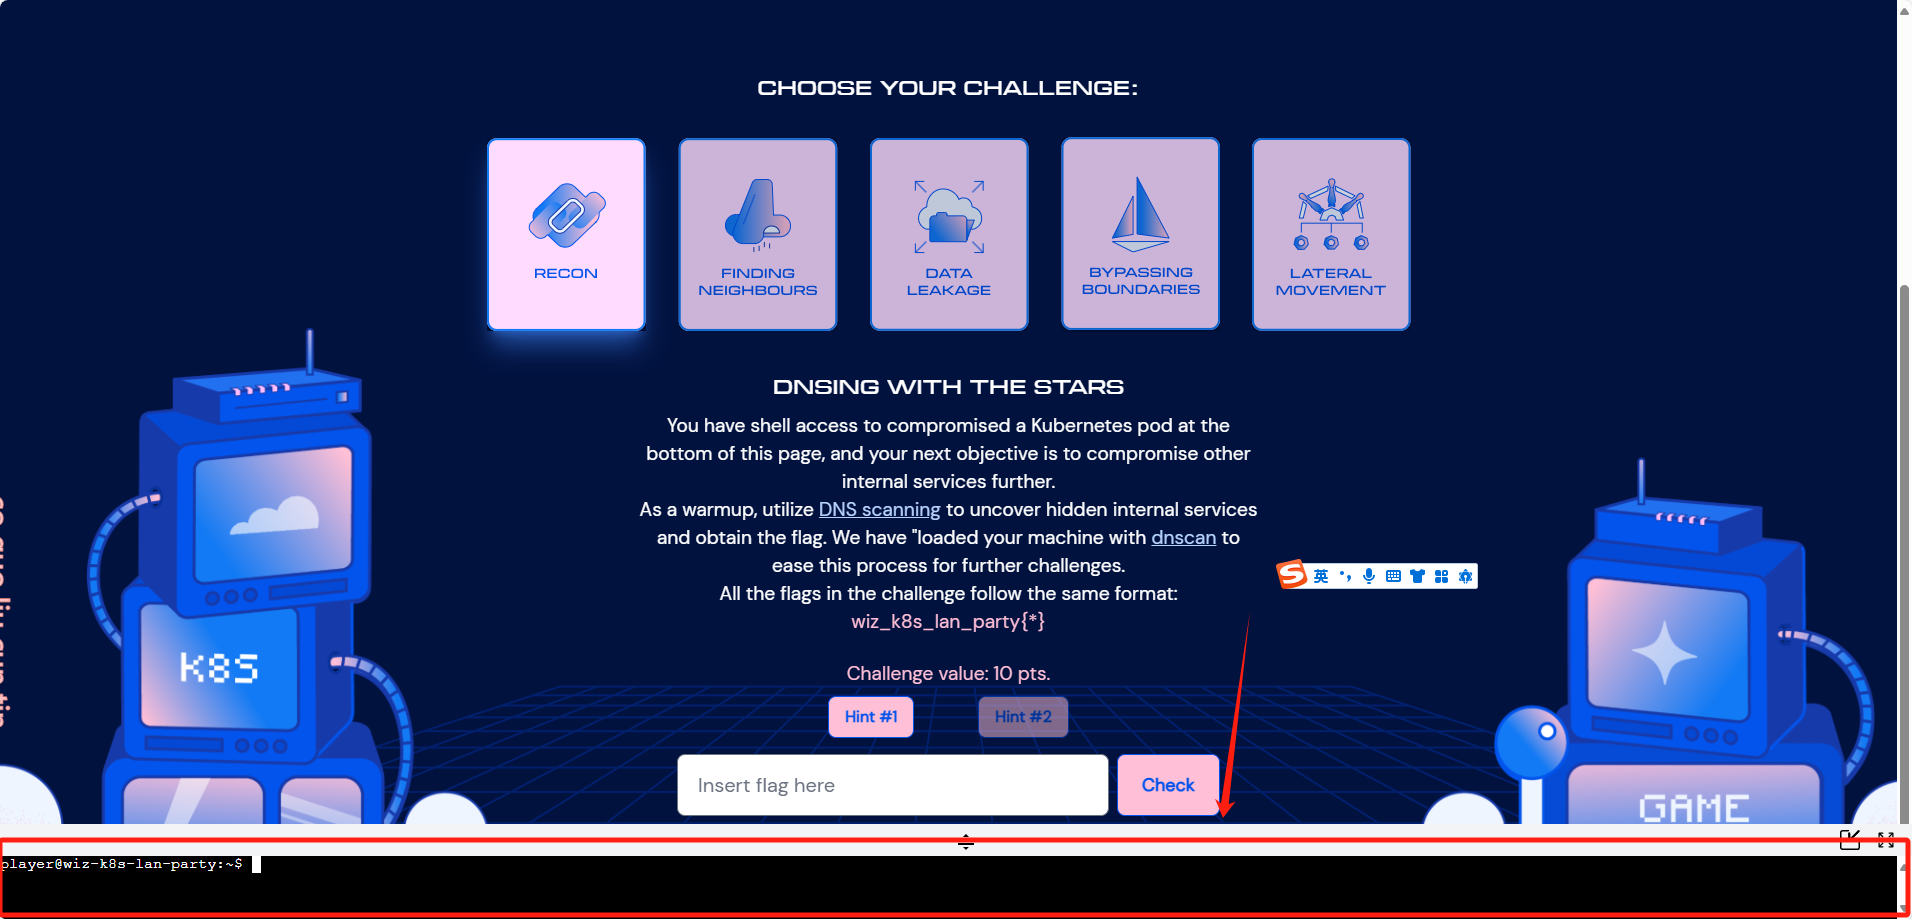 CHOOSE YOUR CHALLENGE:
RECON
FINDING
NEIGHBOURS
DATA
LEAKAGE
BYPASSING
BOUNDARIES
LATERAL
MOVEMENT
DNSING WITH THE STARS
You have shell access to compromised a Kubernetes pod at the
bottom of this page, and your next objective is to compromise other
internal services further.
As a warmup, utilize DNS scanning to uncover hidden internal services
and obtain the flag. We have "loaded your machine with dnscan to
ease this process for further challenges.
All the flags in the challenge follow the same format:
wiz_k8s_lan_party{*}
英
K8S
Challenge value: 10 pts.
Hint #1
Hint #2
Insert flag here
Check
GAME
player@wiz-k8s-lan-party:~$